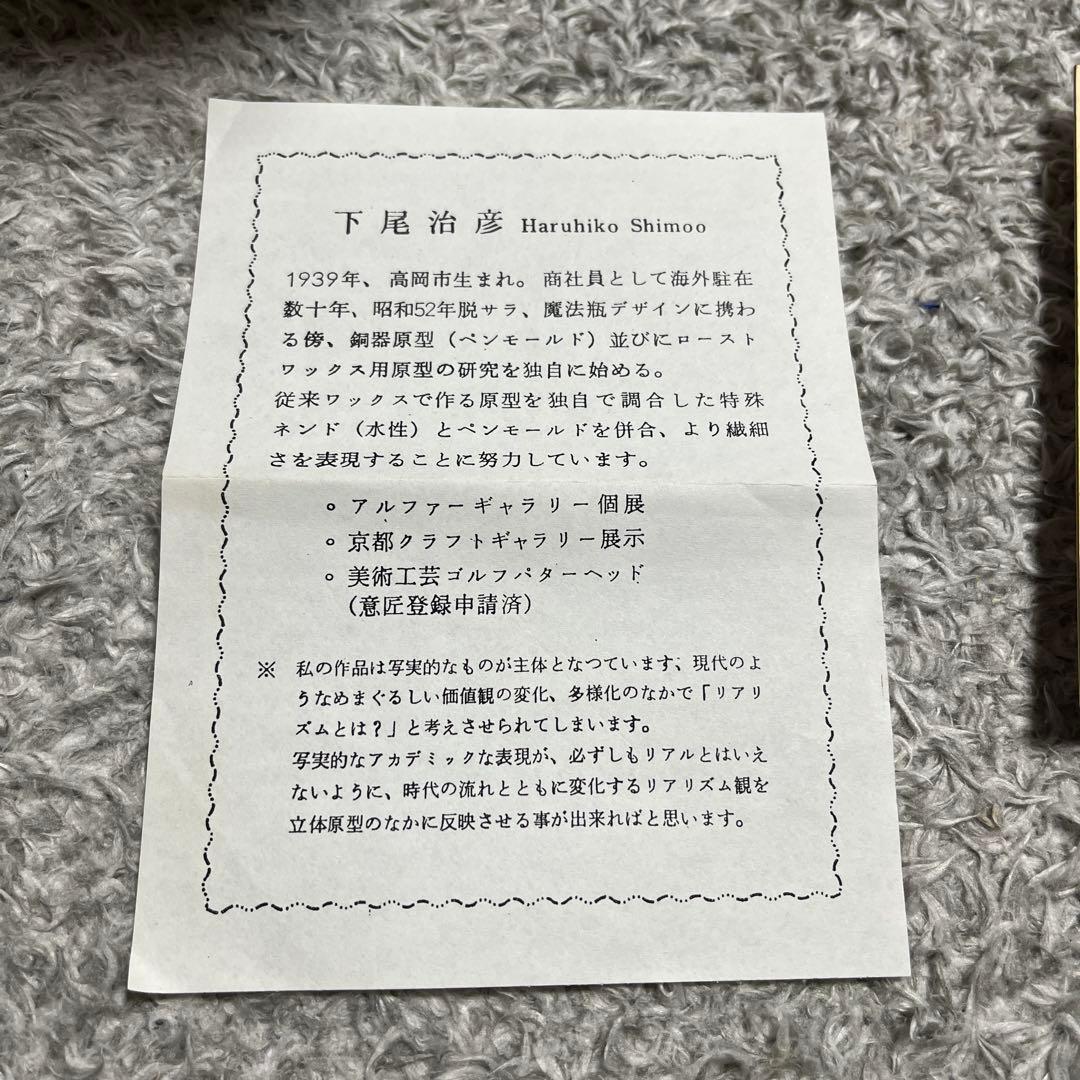 下尾治彦 Haruhiko Shimoo
1939年、高岡市生まれ。商社員として海外駐在
数十年、昭和52年脱サラ、魔法瓶デザインに携わ
る傍、銅器原型（ペンモールド）並びにロースト
ワックス用原型の研究を独自に始める。
従来ワックスで作る原型を独自で調合した特殊
ネンド（水性）とペンモールドを併合、より繊細
さを表現することに努力しています。
○ アルファーギャラリー個展
○ 京都クラフトギャラリー展示
○ 美術工芸ゴルフパターヘッド
(意匠登録申請済)
※ 私の作品は写実的なものが主体となつています、現代のよ
うなめまぐるしい価値観の変化、多様化のなかで「リアリ
ズムとは？」と考えさせられてしまいます。
写実的なアカデミックな表現が、必ずしもリアルとはいえ
ないように、時代の流れとともに変化するリアリズム観を
立体原型のなかに反映させる事が出来ればと思います。